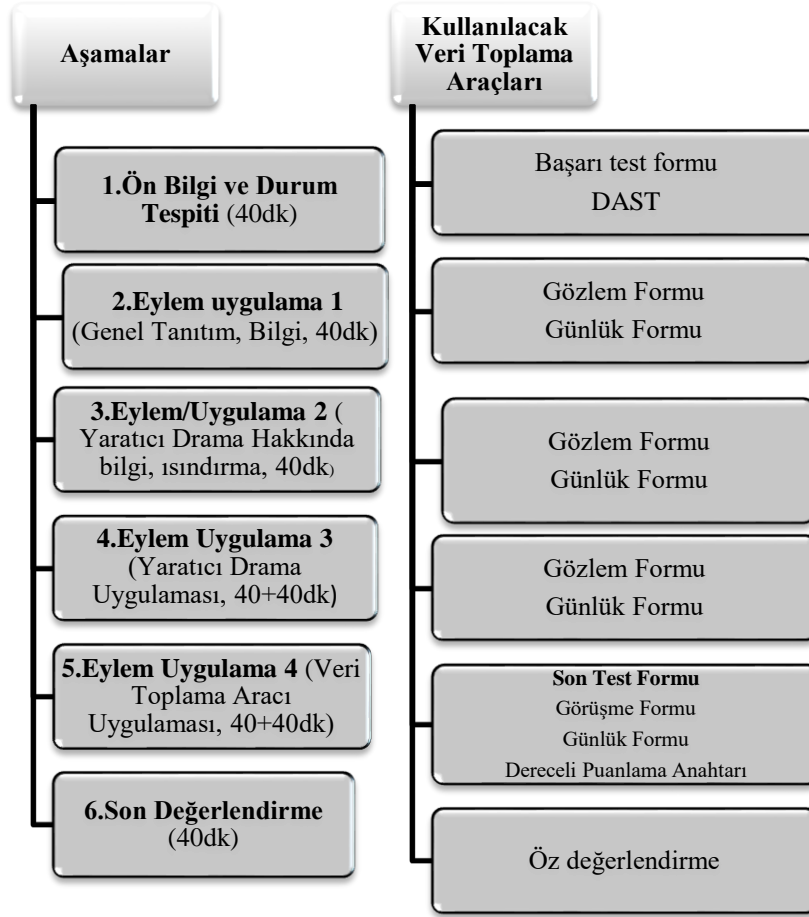 Aşamalar
1.Ön Bilgi ve Durum
Tespiti (40dk)
2.Eylem uygulama 1
(Genel Tanıtım, Bilgi, 40dk)
3.Eylem/Uygulama 2 (
Yaratıcı Drama Hakkında
bilgi, ısındırma, 40dk)
4.Eylem Uygulama 3
(Yaratıcı Drama
Uygulaması, 40+40dk)
5.Eylem Uygulama 4 (Veri
Toplama Aracı
Uygulaması, 40+40dk)
6.Son Değerlendirme
(40dk)
Kullanılacak
Veri Toplama
Araçları
Başarı test formu
DAST
Gözlem Formu
Günlük Formu
Gözlem Formu
Günlük Formu
Gözlem Formu
Günlük Formu
Son Test Formu
Görüşme Formu
Günlük Formu
Dereceli Puanlama Anahtarı
Öz değerlendirme